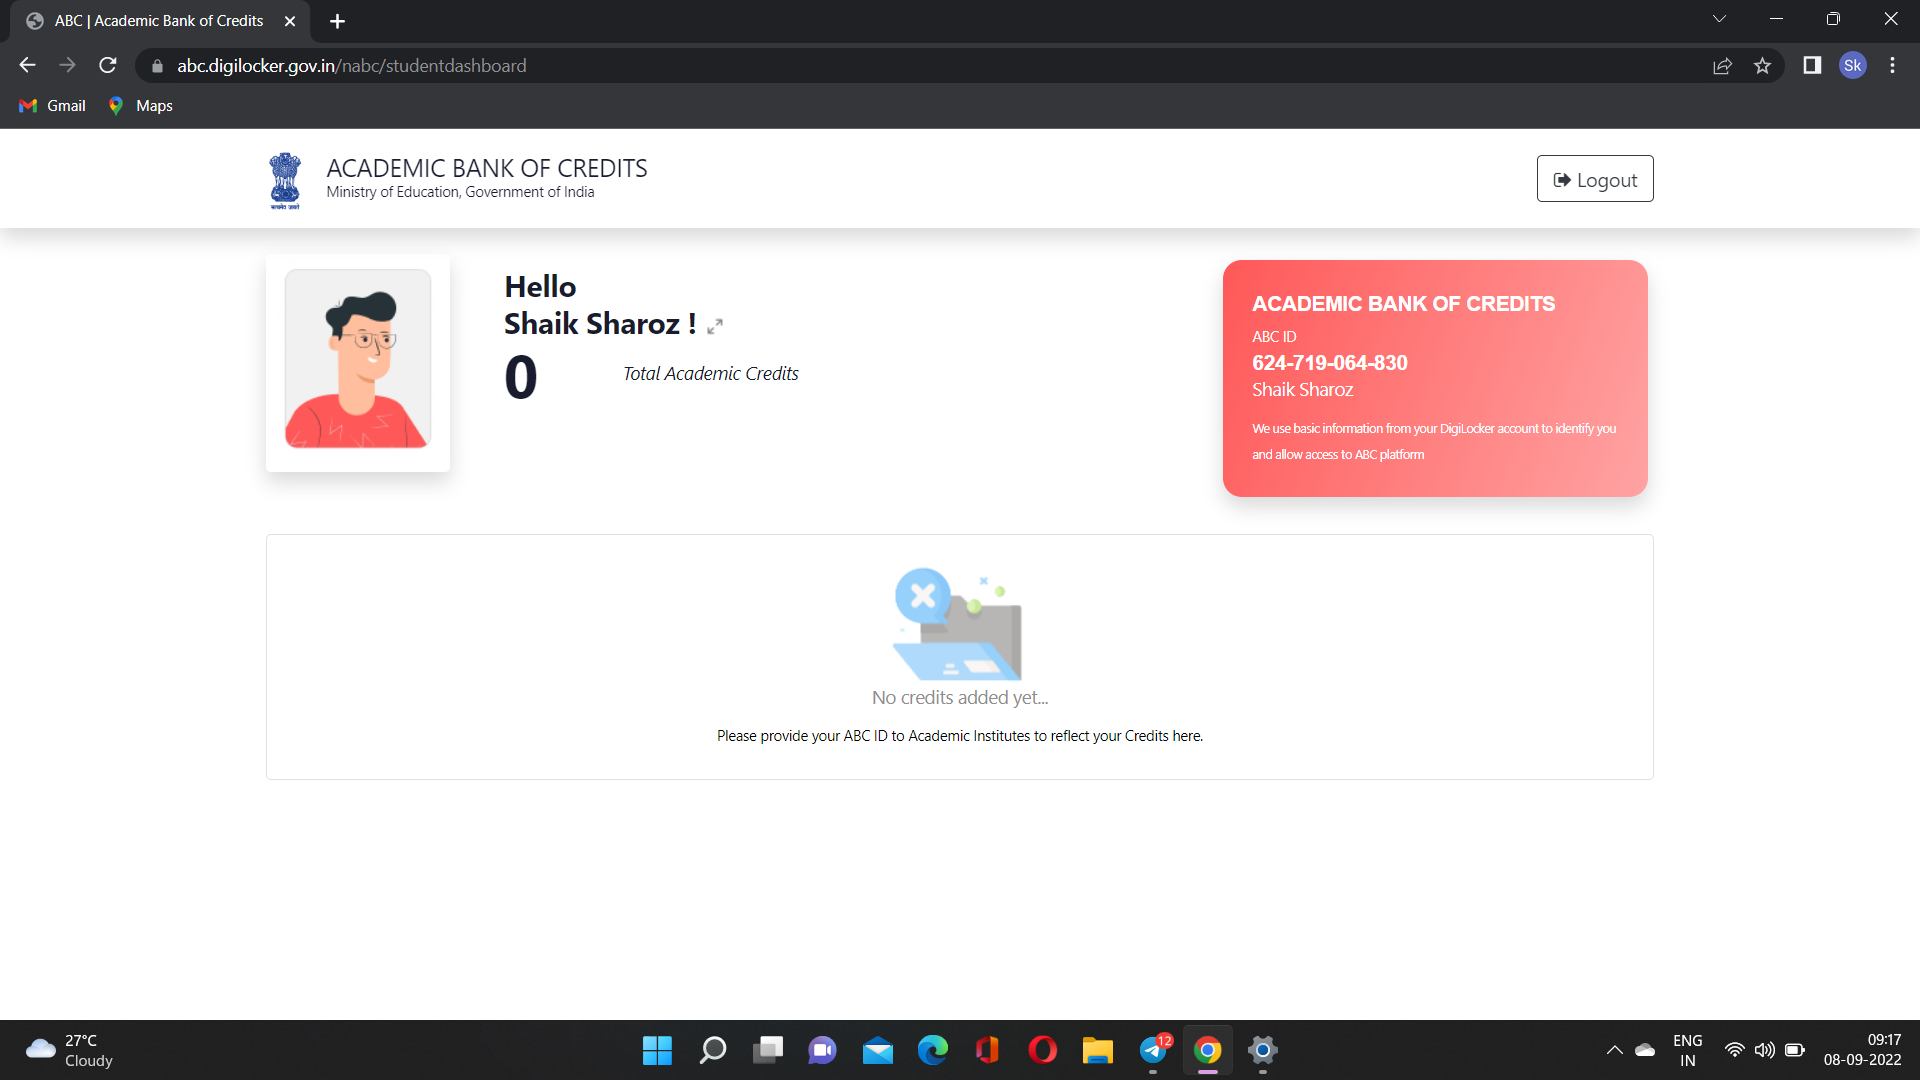 ABC | Academic Bank of Credits
abc.digilocker.gov.in/nabc/studentdashboard
Sk
Gmail
Maps
सत्यमेव जयते
ACADEMIC BANK OF CREDITS
Ministry of Education, Government of India
Logout
Hello
Shaik Sharoz !
0
Total Academic Credits
ACADEMIC BANK OF CREDITS
ABC ID
624-719-064-830
Shaik Sharoz
We use basic information from your DigiLocker account to identify you
and allow access to ABC platform
No credits added yet...
Please provide your ABC ID to Academic Institutes to reflect your Credits here.
27°C
Cloudy
12
ENG
IN
09:17
08-09-2022